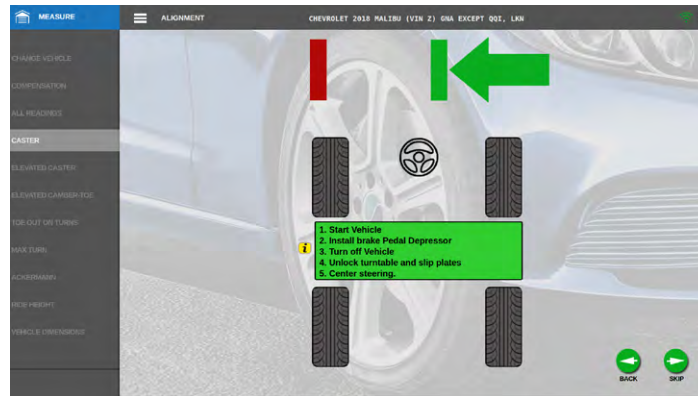 MEASURE
ALIGNMENT
CHEVROLET 2018 MALIBU (VIN Z) GNA EXCEPT QQI, LKN
CHANGE VEHICLE
COMPENSATION
ALL READINGS
CASTER
ELEVATED CASTER
ELEVATED CAMBER-TOE
TOE OUT ON TURNS
MAX TURN
ACKERMANN
RIDE HEIGHT
VEHICLE DIMENSIONS
1. Start Vehicle
2. Install brake Pedal Depressor
3. Turn off Vehicle
4. Unlock turntable and slip plates
5. Center steering.
i
BACK
SKIP